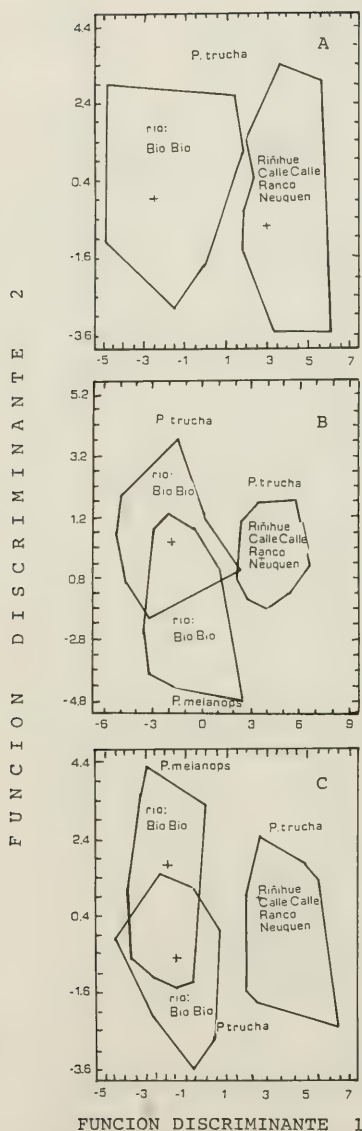 FUNCION DISCRIMINANTE 2
4.4
2.4
0.4
-1.6
-3.6
A
P. trucha
rio:
Bio Bio
Riñihue
Calle Calle
Ranco
Neuquen
-5 -3 -1 1 3 5 7
5.2
3.2
1.2
0.8
-2.8
-4.8
B
P. trucha
rio:
Bio Bio
P. trucha
Riñihue
Calle Calle
Ranco
Neuquen
rio:
Bio Bio
P. melanops
-6 -3 0 3 6 9
4.4
2.4
0.4
-1.6
-3.6
C
P. melanops
rio:
Bio Bio
P. trucha
Riñihue
Calle Calle
Ranco
Neuquen
rio:
Bio Bio
P trucha
-5 -3 -1 1 3 5 7
FUNCION DISCRIMINANTE 1